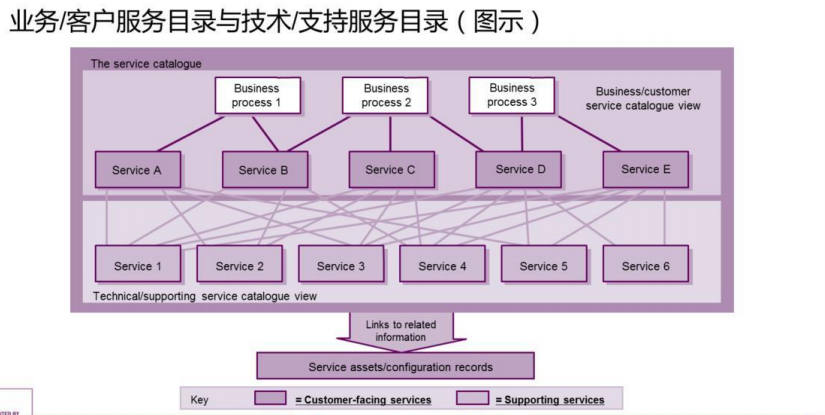 业务/客户服务目录与技术/支持服务目录（图示）
The service catalogue
Business
process 1
Business
process 2
Business
process 3
Business/customer
service catalogue view
Service A
Service B
Service C
Service D
Service E
Service 1
Service 2
Service 3
Service 4
Service 5
Service 6
Technical/supporting service catalogue view
Links to related
information
Service assets/configuration records
Key
= Customer-facing services
= Supporting services